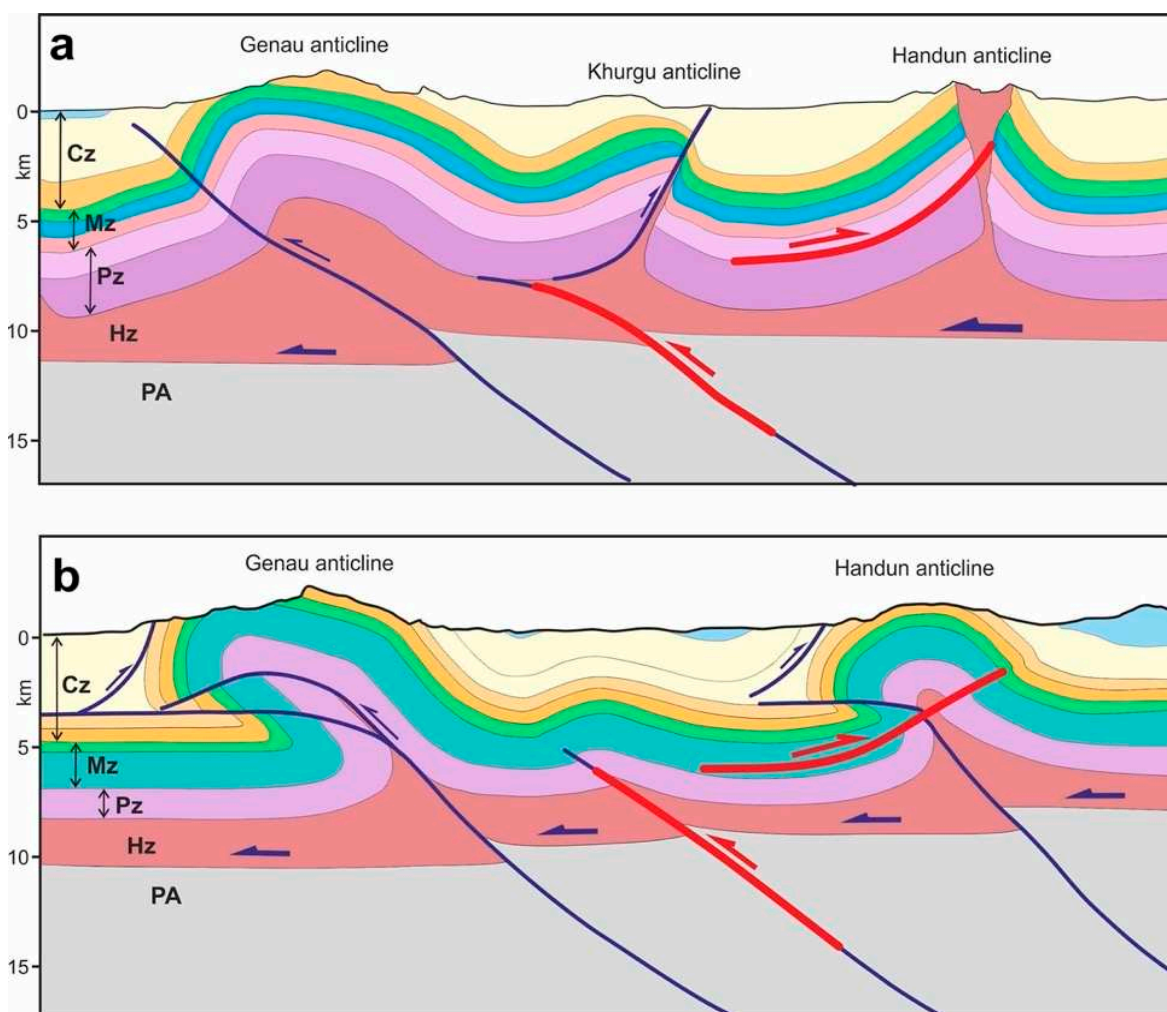 a
Genau anticline
Khurgu anticline
Handun anticline
0
Cz
km
5
Mz
Pz
Hz
10
PA
15
b
Genau anticline
Handun anticline
0
Cz
km
5
Mz
Pz
Hz
10
PA
15